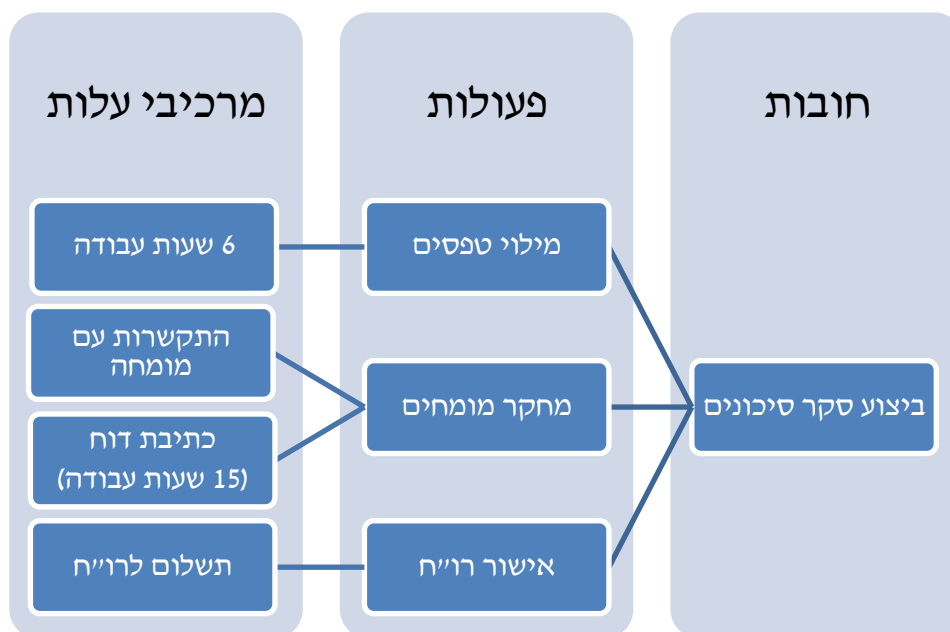 חובות
ביצוע סקר סיכונים
פעולות
מילוי טפסים
מחקר מומחים
אישור רו״ח
מרכיבי עלות
6 שעות עבודה
התקשרות עם
מומחה
כתיבת דוח
(15 שעות עבודה)
תשלום לרו״ח